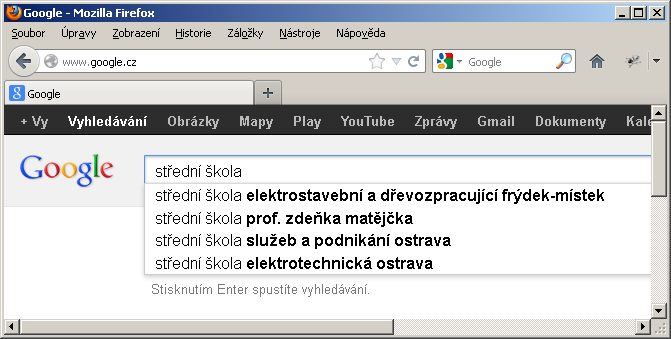 Google - Mozilla Firefox
Soubor Úpravy Zobrazení Historie Záložky Nástroje Nápověda
www.google.cz Google
Google
+ Vy Vyhledávání Obrázky Mapy Play YouTube Zprávy Gmail Dokumenty Kale
Google střední škola
střední škola elektrostavební a dřevozpracující frýdek-místek
střední škola prof. zdeňka matějčka
střední škola služeb a podnikání ostrava
střední škola elektrotechnická ostrava
Stisknutím Enter spustíte vyhledávání.